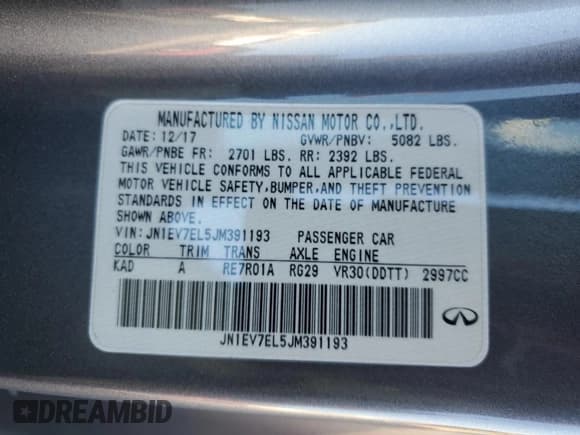 MANUFACTURED BY NISSAN MOTOR CO.,LTD.
DATE: 12/17 GVWR/PNBV: 5082 LBS.
GAWR/PNBE FR: 2701 LBS. RR: 2392 LBS.
THIS VEHICLE CONFORMS TO ALL APPLICABLE FEDERAL
MOTOR VEHICLE SAFETY,BUMPER,AND THEFT PREVENTION
STANDARDS IN EFFECT ON THE DATE OF MANUFACTURE
SHOWN ABOVE.
VIN: JN1EV7EL5JM391193 PASSENGER CAR
COLOR TRIM TRANS AXLE ENGINE
KAD A RE7R01A RG29 VR30(DDTT) 2997CC
JN1EV7EL5JM391193
DREAMBID